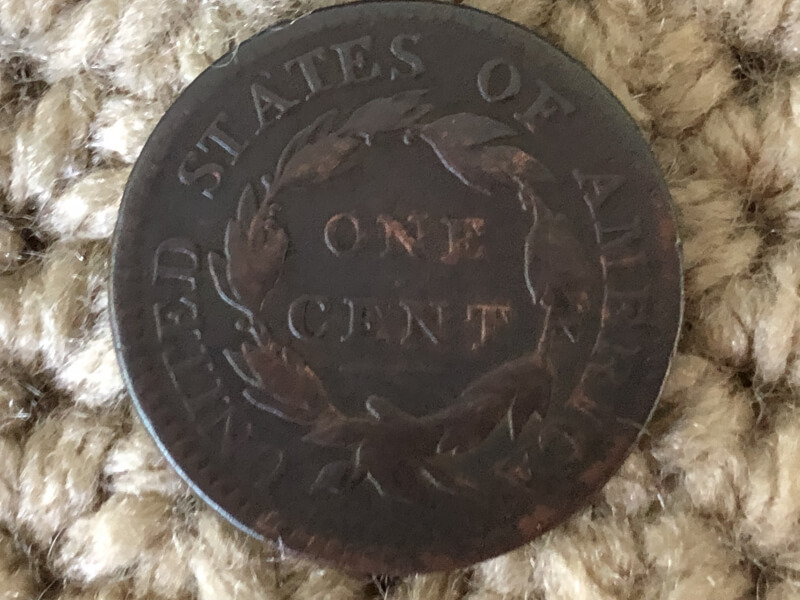 UNITED STATES OF AMERICA
ONE
CENT